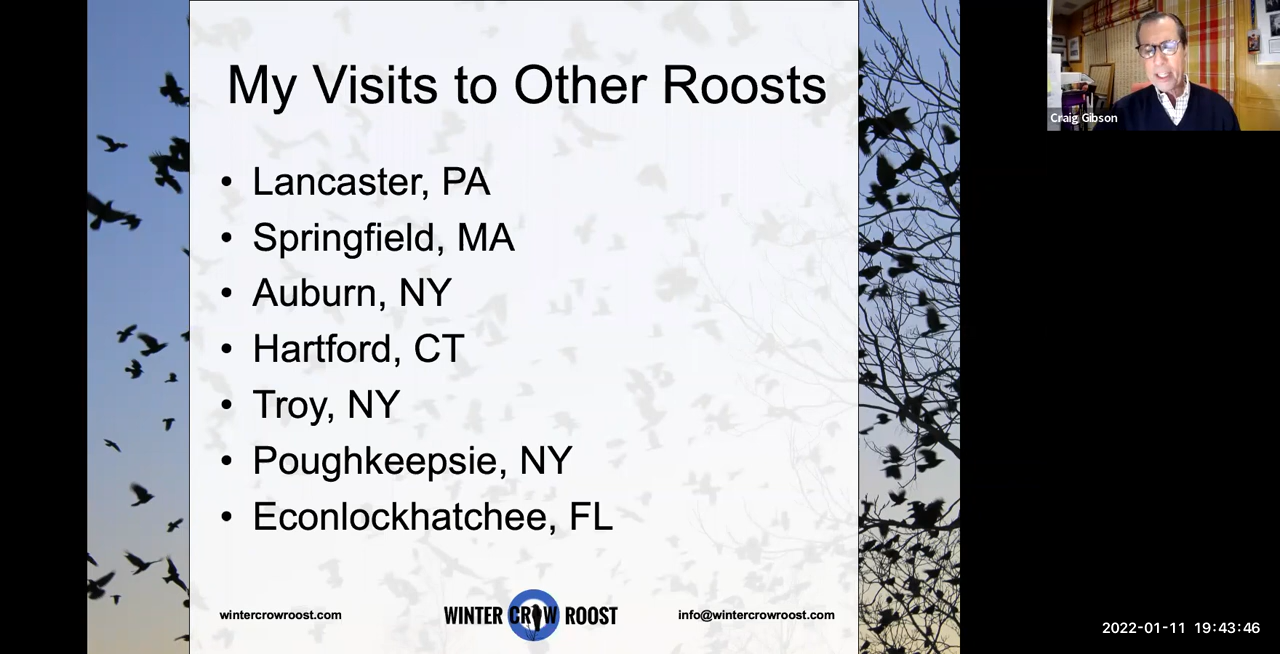 My Visits to Other Roosts
• Lancaster, PA
• Springfield, MA
• Auburn, NY
• Hartford, CT
• Troy, NY
• Poughkeepsie, NY
• Econlockhatchee, FL
wintercrowroost.com
WINTER CROW ROOST
info@wintercrowroost.com
Craig Gibson
2022-01-11 19:43:46